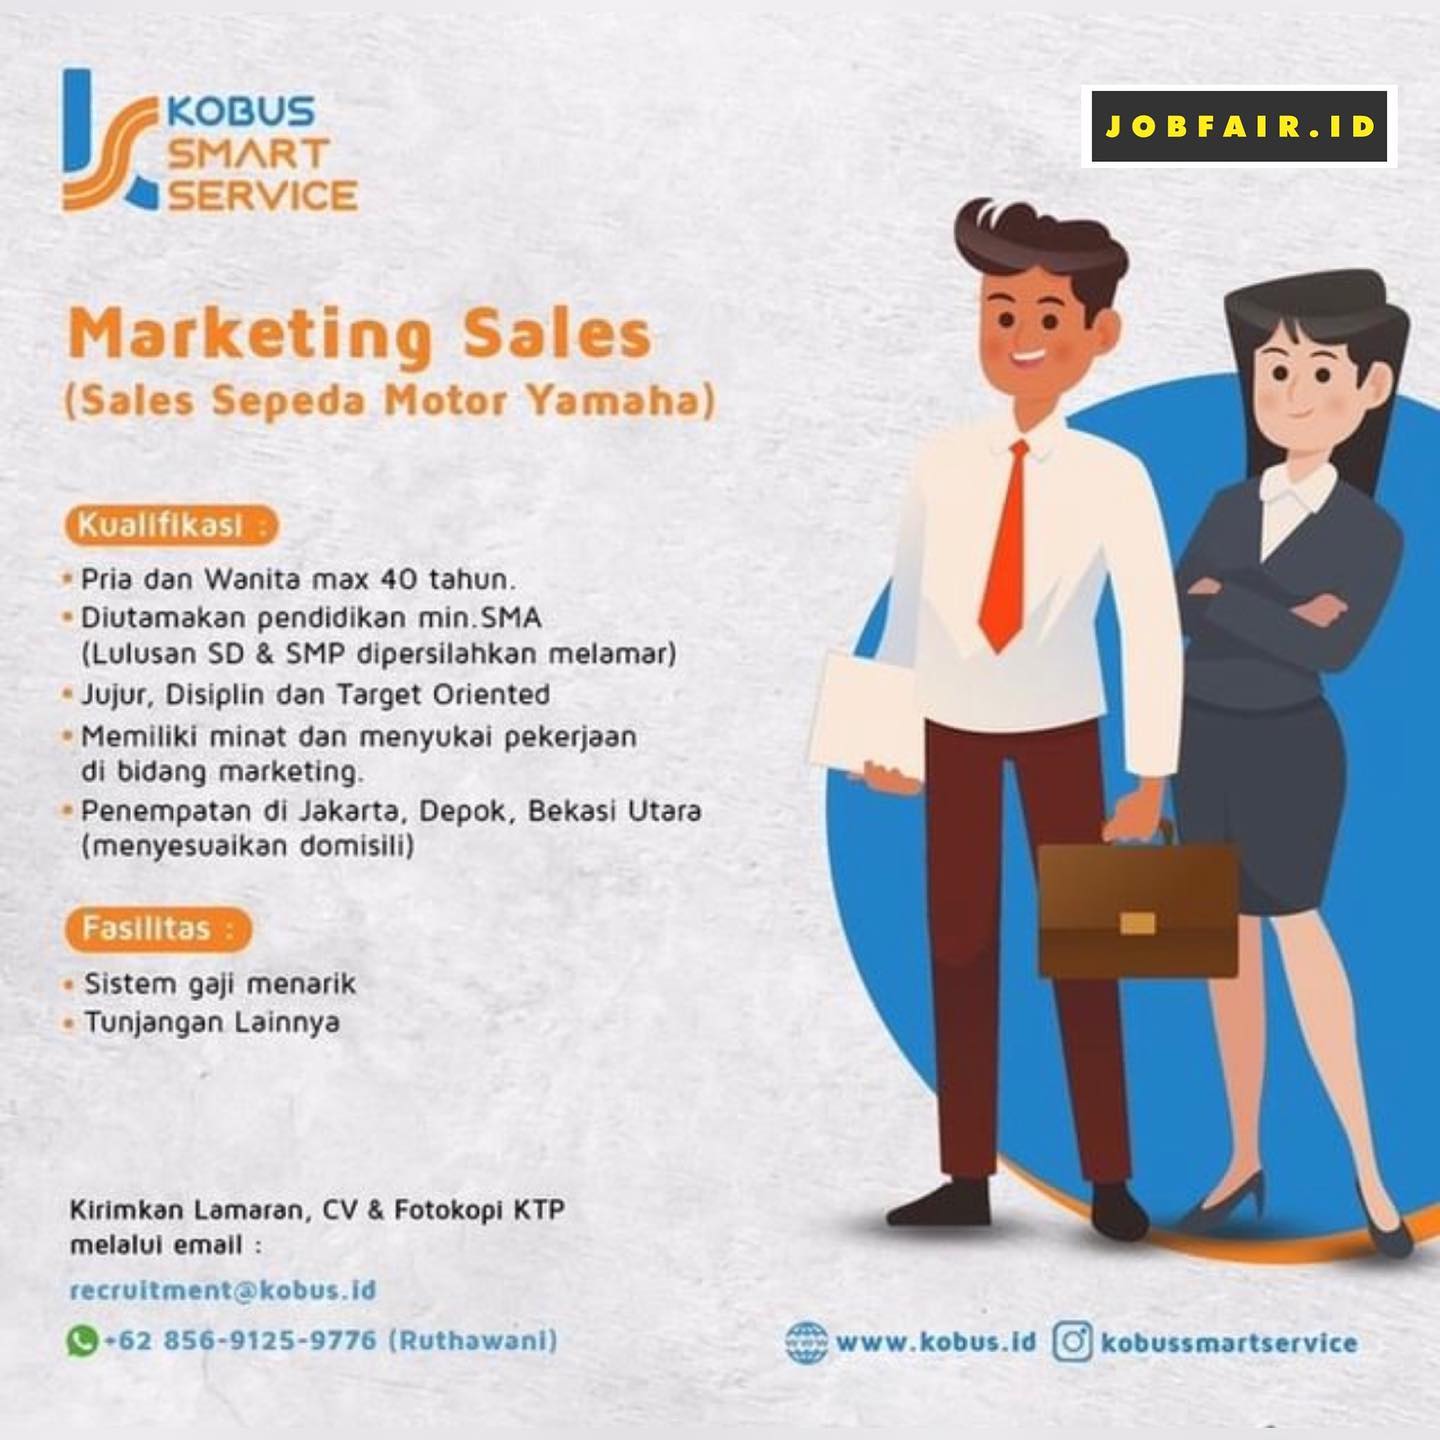 KOBUS
SMART
SERVICE
JOBFAIR.ID
Marketing Sales
(Sales Sepeda Motor Yamaha)
Kualifikasi :
• Pria dan Wanita max 40 tahun.
• Diutamakan pendidikan min.SMA
(Lulusan SD & SMP dipersilahkan melamar)
• Jujur, Disiplin dan Target Oriented
• Memiliki minat dan menyukai pekerjaan
di bidang marketing.
• Penempatan di Jakarta, Depok, Bekasi Utara
(menyesuaikan domisili)
Fasilitas :
• Sistem gaji menarik
• Tunjangan Lainnya
Kirimkan Lamaran, CV & Fotokopi KTP
melalui email :
recruitment@kobus.id
+62 856-9125-9776 (Ruthawani)
www www.kobus.id kobussmartservice